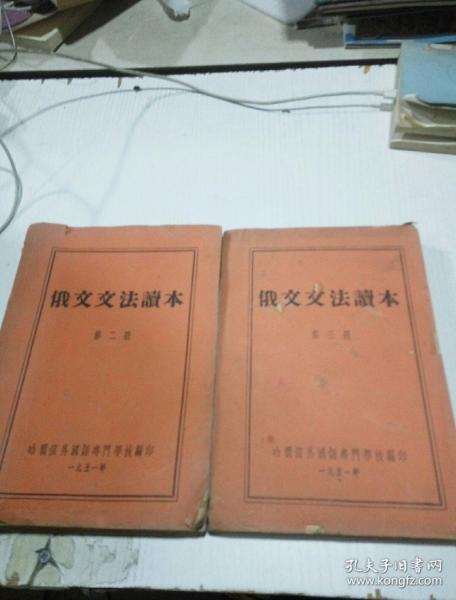 俄文文法讀本
第二冊
哈爾濱外國語專門學校編印
一九五一年
俄文文法讀本
第三冊
哈爾濱外國語專門學校編印
一九五一年
孔夫子旧书网
www.kongfz.com